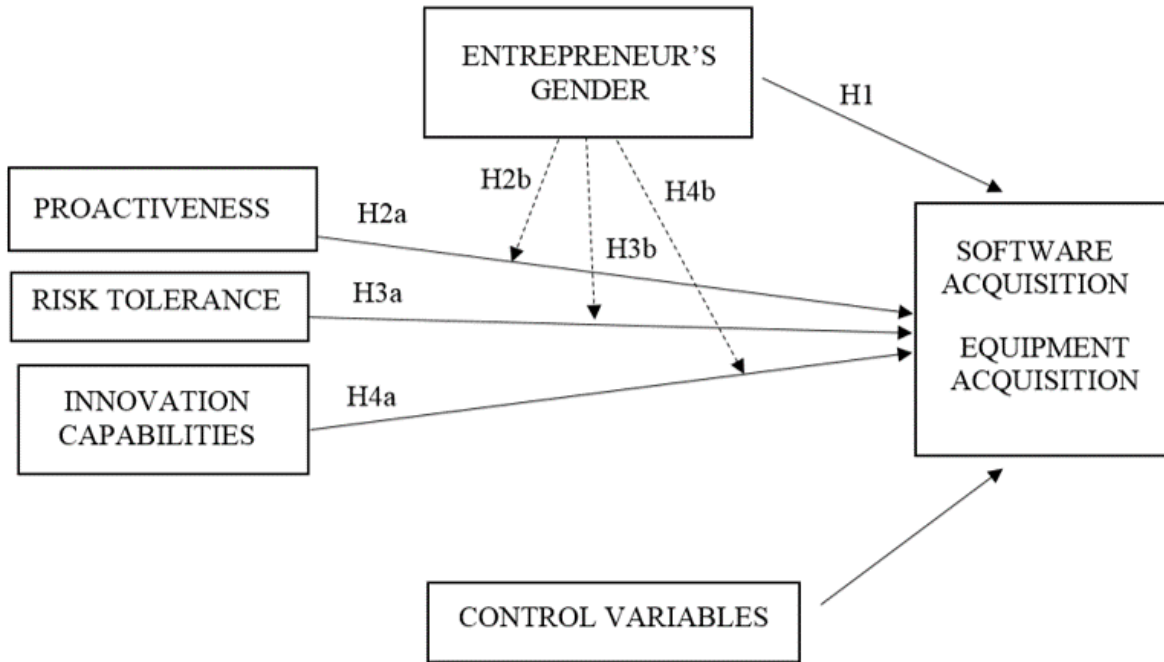 ENTREPRENEUR’S
GENDER
H1
H2b
H4b
PROACTIVENESS
H2a
H3b
SOFTWARE
ACQUISITION
RISK TOLERANCE
H3a
EQUIPMENT
ACQUISITION
INNOVATION
CAPABILITIES
H4a
CONTROL VARIABLES